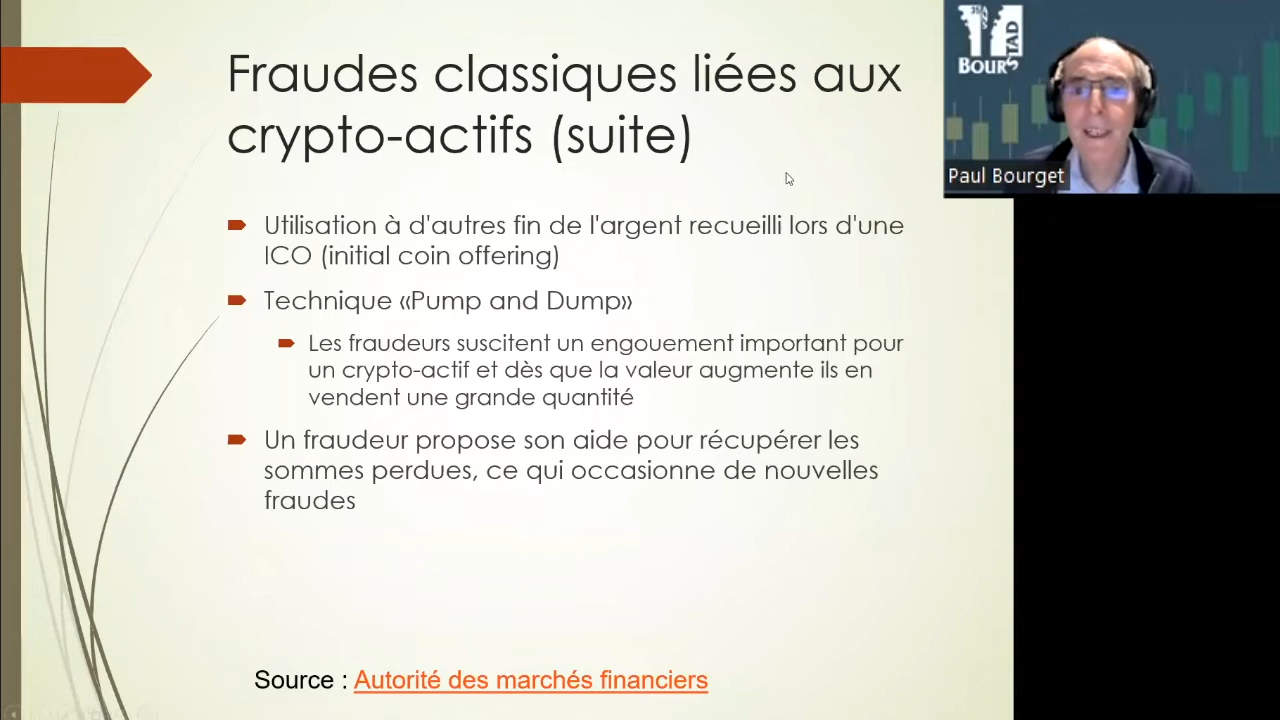 Fraudes classiques liées aux
crypto-actifs (suite)
Utilisation à d'autres fin de l'argent recueilli lors d'une
ICO (initial coin offering)
Technique «Pump and Dump»
Les fraudeurs suscitent un engouement important pour
un crypto-actif et dès que la valeur augmente ils en
vendent une grande quantité
Un fraudeur propose son aide pour récupérer les
sommes perdues, ce qui occasionne de nouvelles
fraudes
Source : Autorité des marchés financiers
35 ANS
BOURSTAD
Paul Bourget